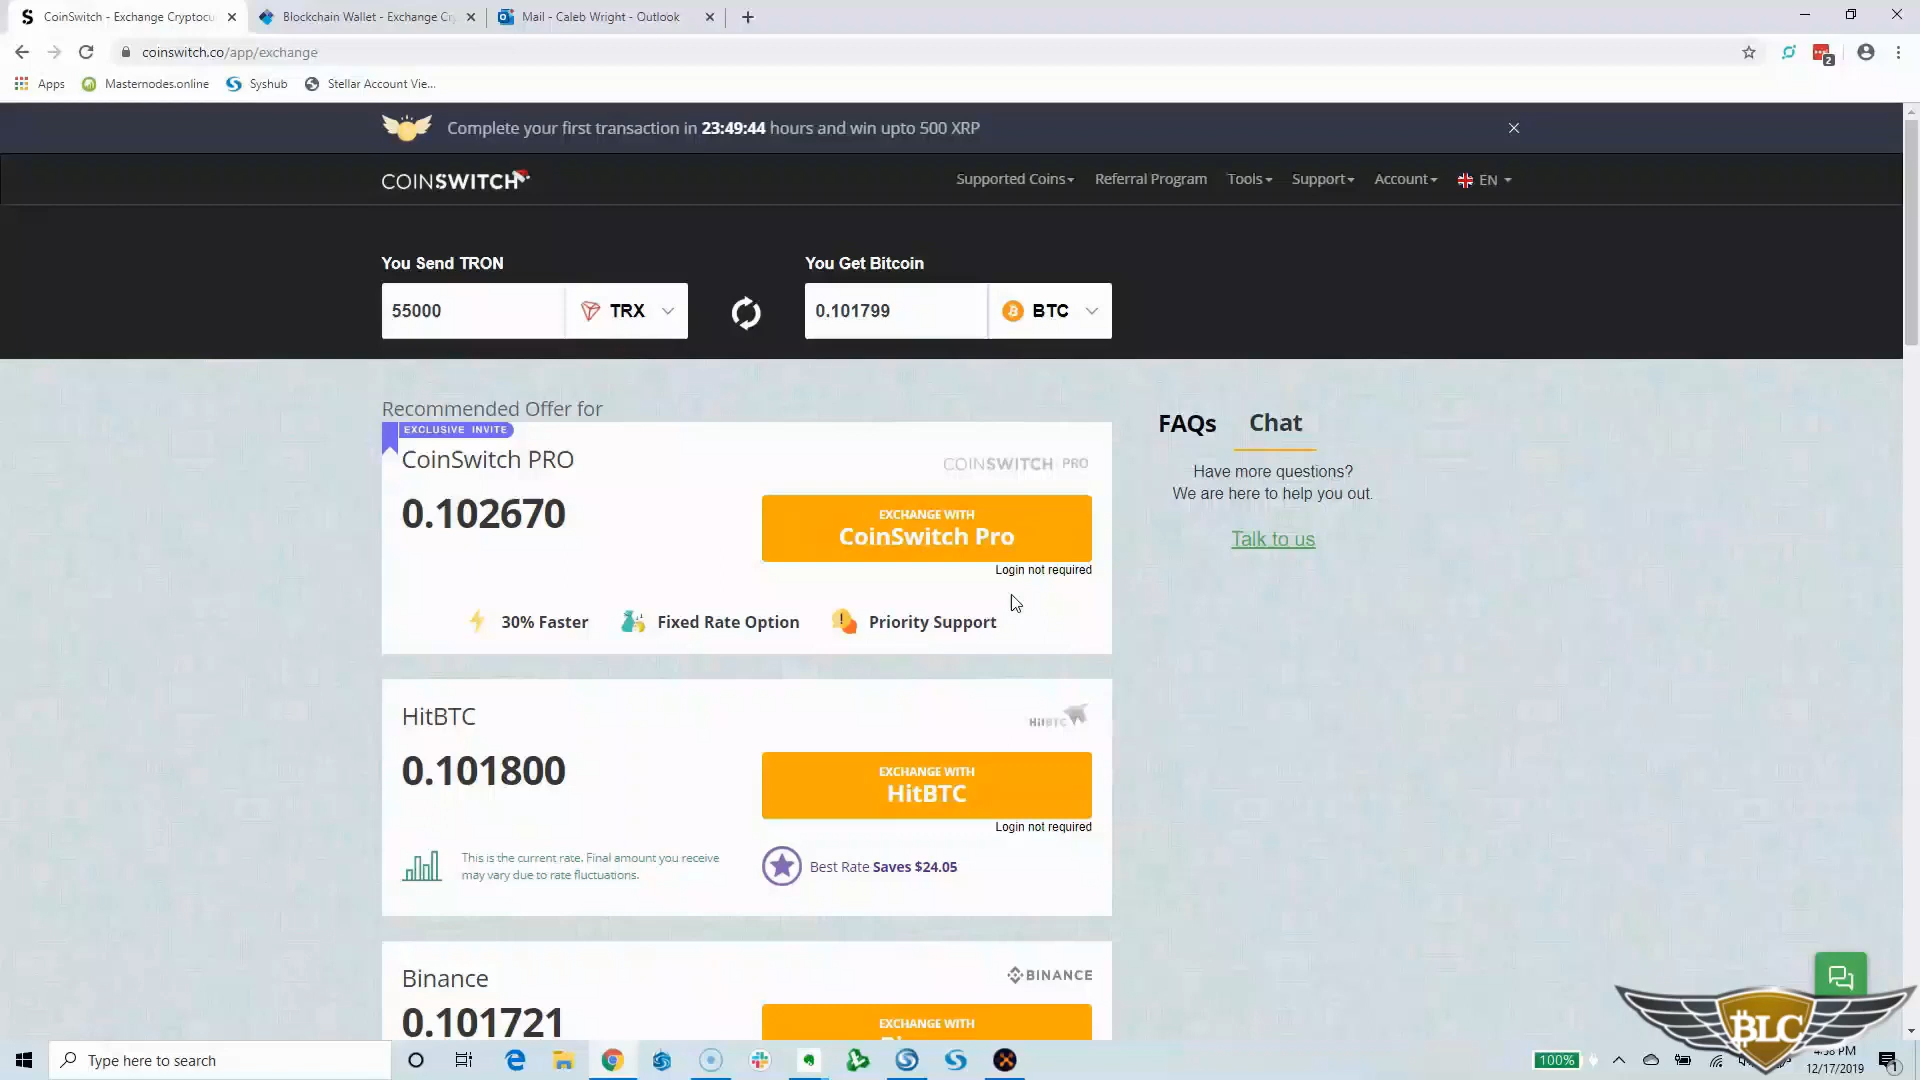 CoinSwitch - Exchange Cryptocu
Blockchain Wallet - Exchange Cr
Mail - Caleb Wright - Outlook
coinswitch.co/app/exchange
2
Apps
Masternodes.online
Syshub
Stellar Account Vie...
Complete your first transaction in 23:49:44 hours and win upto 500 XRP
COINSWITCH
Supported Coins
Referral Program
Tools
Support
Account
EN
You Send TRON
You Get Bitcoin
55000
TRX
0.101799
BTC
Recommended Offer for
EXCLUSIVE INVITE
CoinSwitch PRO
COINSWITCH PRO
0.102670
EXCHANGE WITH
CoinSwitch Pro
Login not required
30% Faster
Fixed Rate Option
Priority Support
FAQs
Chat
Have more questions?
We are here to help you out.
Talk to us
HitBTC
HitBTC
0.101800
EXCHANGE WITH
HitBTC
Login not required
This is the current rate. Final amount you receive
may vary due to rate fluctuations.
Best Rate Saves $24.05
Binance
BINANCE
0.101721
EXCHANGE WITH
BLC
Type here to search
100%
PM
12/17/2019
1